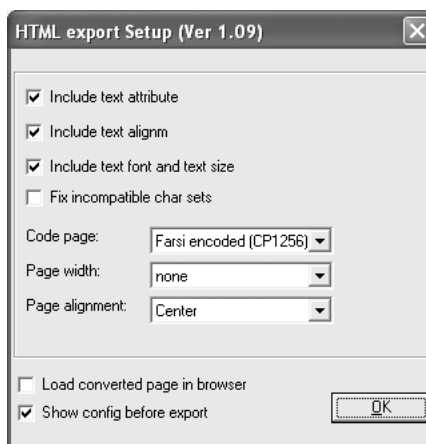 HTML export Setup (Ver 1.09)
Include text attribute
Include text alignm
Include text font and text size
Fix incompatible char sets
Code page: Farsi encoded (CP1256)
Page width: none
Page alignment: Center
Load converted page in browser
Show config before export
OK